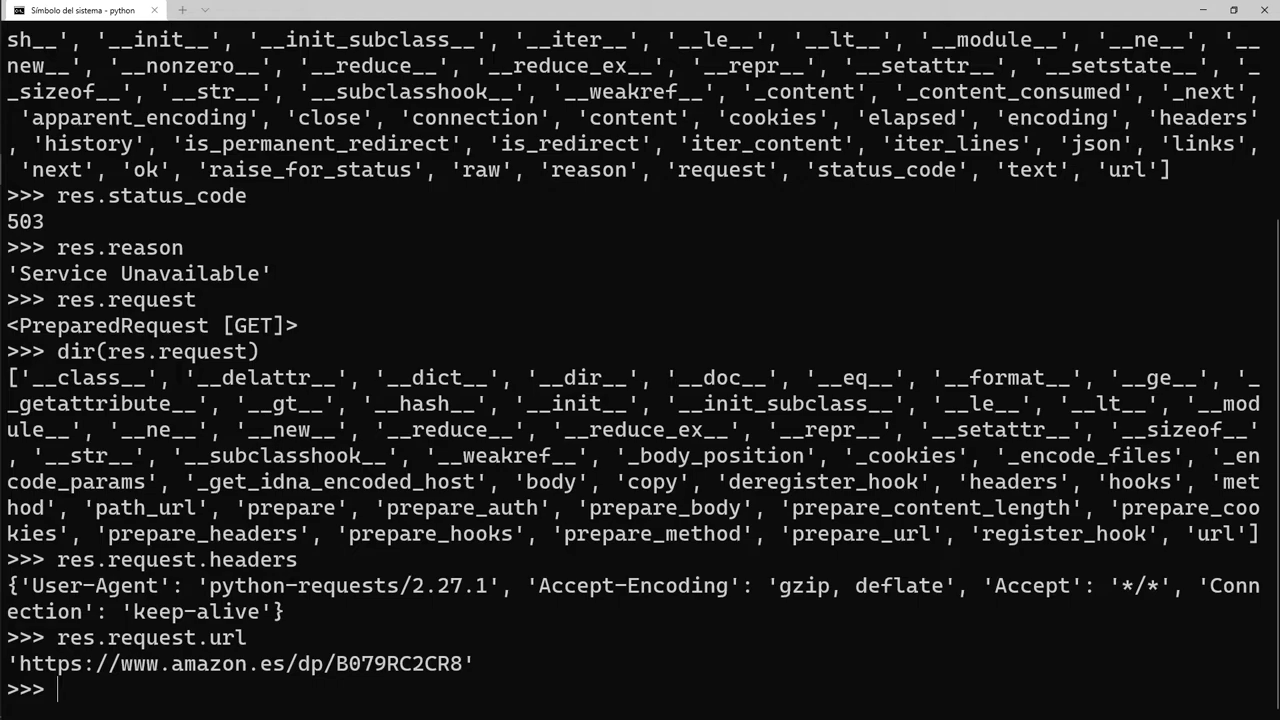 Símbolo del sistema - python
sh__', '__init__', '__init_subclass__', '__iter__', '__le__', '__lt__', '__module__', '__ne__', '__
new__', '__nonzero__', '__reduce__', '__reduce_ex__', '__repr__', '__setattr__', '__setstate__', '_
_sizeof__', '__str__', '__subclasshook__', '__weakref__', '_content', '_content_consumed', '_next',
'apparent_encoding', 'close', 'connection', 'content', 'cookies', 'elapsed', 'encoding', 'headers'
, 'history', 'is_permanent_redirect', 'is_redirect', 'iter_content', 'iter_lines', 'json', 'links',
'next', 'ok', 'raise_for_status', 'raw', 'reason', 'request', 'status_code', 'text', 'url']
>>> res.status_code
503
>>> res.reason
'Service Unavailable'
>>> res.request
<PreparedRequest [GET]>
>>> dir(res.request)
['__class__', '__delattr__', '__dict__', '__dir__', '__doc__', '__eq__', '__format__', '__ge__', '_
_getattribute__', '__gt__', '__hash__', '__init__', '__init_subclass__', '__le__', '__lt__', '__mod
ule__', '__ne__', '__new__', '__reduce__', '__reduce_ex__', '__repr__', '__setattr__', '__sizeof__'
, '__str__', '__subclasshook__', '__weakref__', '_body_position', '_cookies', '_encode_files', '_en
code_params', '_get_idna_encoded_host', 'body', 'copy', 'deregister_hook', 'headers', 'hooks', 'met
hod', 'path_url', 'prepare', 'prepare_auth', 'prepare_body', 'prepare_content_length', 'prepare_coo
kies', 'prepare_headers', 'prepare_hooks', 'prepare_method', 'prepare_url', 'register_hook', 'url']
>>> res.request.headers
{'User-Agent': 'python-requests/2.27.1', 'Accept-Encoding': 'gzip, deflate', 'Accept': '*/*', 'Conn
ection': 'keep-alive'}
>>> res.request.url
'https://www.amazon.es/dp/B079RC2CR8'
>>>